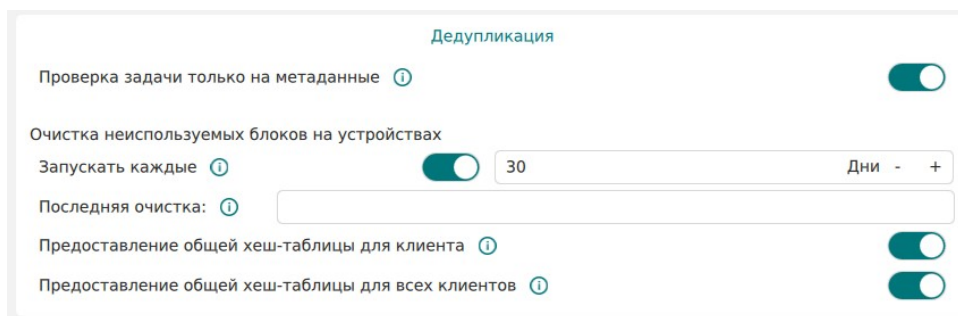 Дедупликация
Проверка задачи только на метаданные
Очистка неиспользуемых блоков на устройствах
Запускать каждые 30 Дни - +
Последняя очистка:
Предоставление общей хеш-таблицы для клиента
Предоставление общей хеш-таблицы для всех клиентов